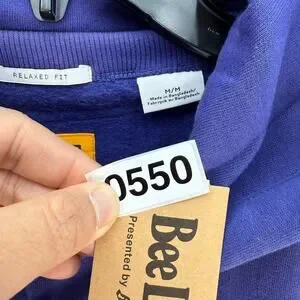 RELAXED FIT
M/M
Made in Bangladesh/
Fabriqué au Bangladesh
0550
Bee
Presented by